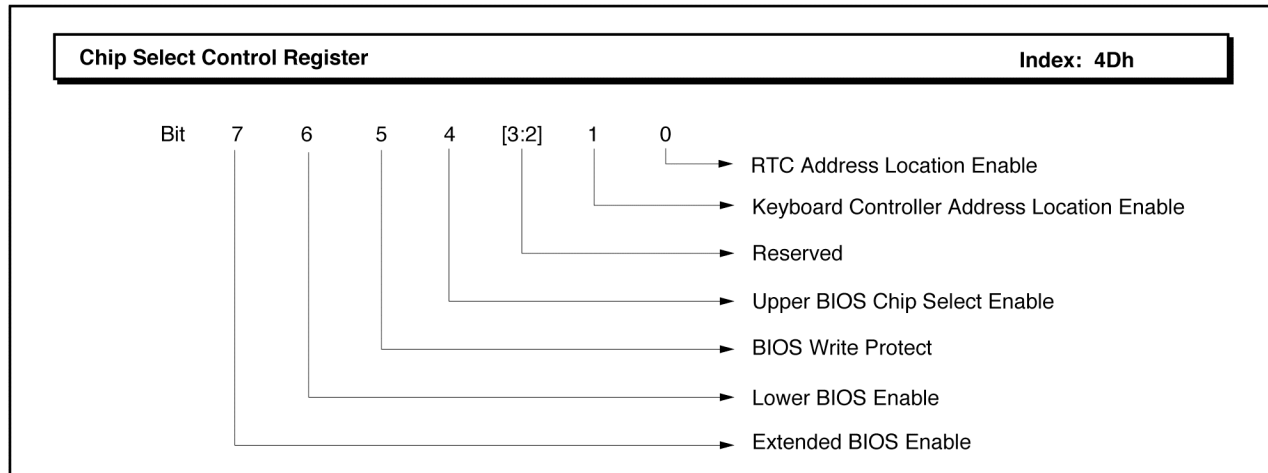 Chip Select Control Register Index: 4Dh
Bit 7 6 5 4 [3:2] 1 0
RTC Address Location Enable
Keyboard Controller Address Location Enable
Reserved
Upper BIOS Chip Select Enable
BIOS Write Protect
Lower BIOS Enable
Extended BIOS Enable